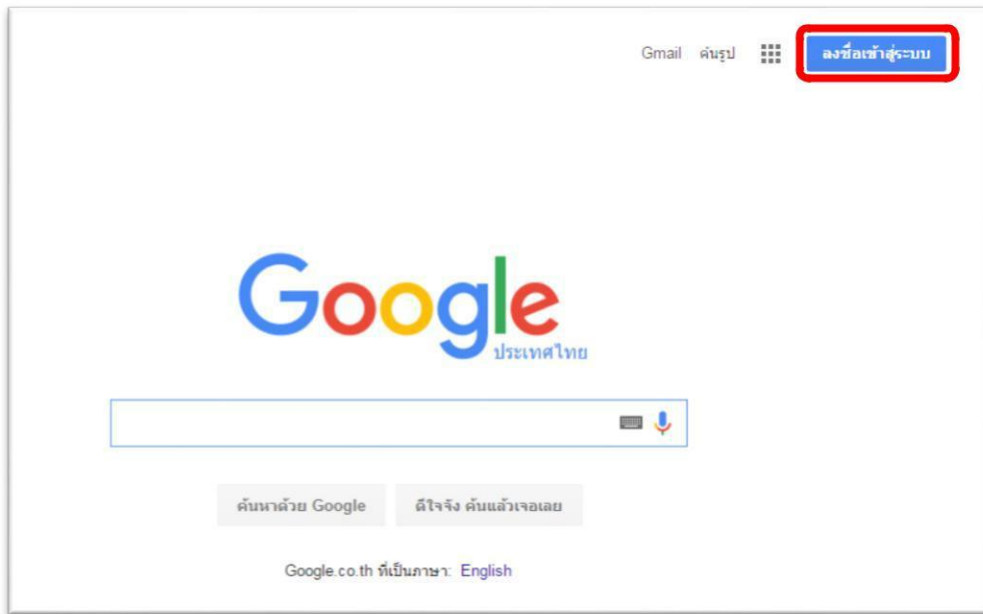 Gmail ค้นรูป ลงชื่อเข้าสู่ระบบ
Google
ประเทศไทย
ค้นหาด้วย Google ดีใจจัง ค้นแล้วเจอเลย
Google.co.th ที่เป็นภาษา: English